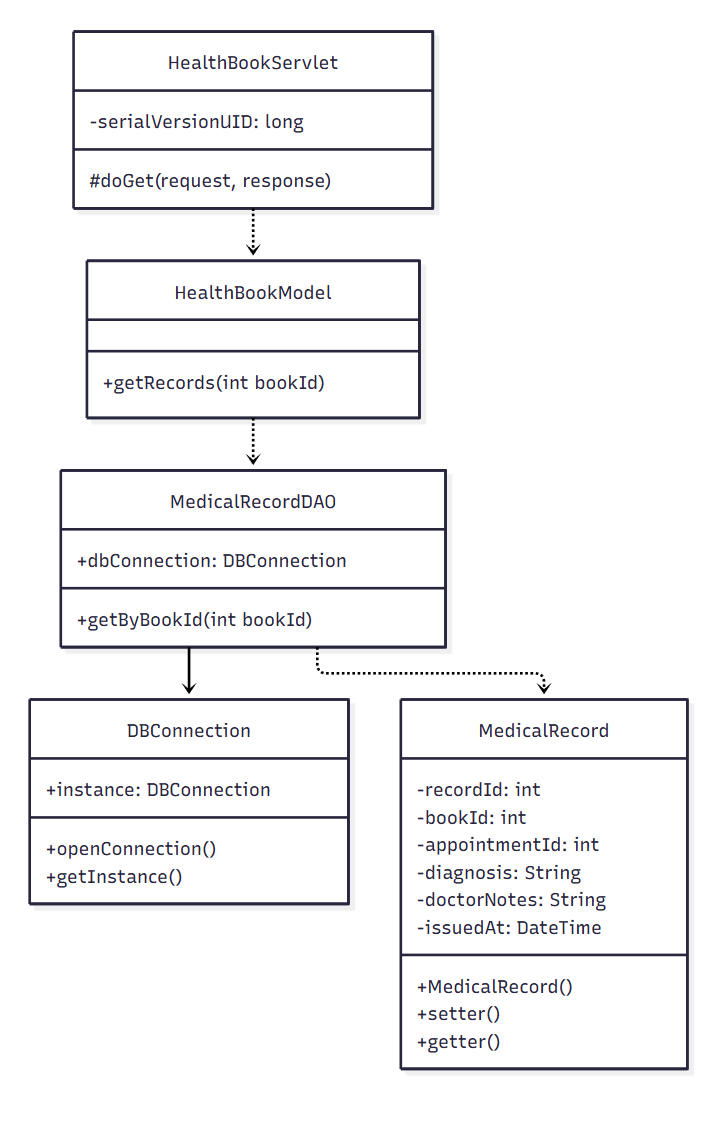 HealthBookServlet
-serialVersionUID: long
#doGet(request, response)
HealthBookModel
+getRecords(int bookId)
MedicalRecordDAO
+dbConnection: DBConnection
+getByBookId(int bookId)
DBConnection
+instance: DBConnection
+openConnection()
+getInstance()
MedicalRecord
-recordId: int
-bookId: int
-appointmentId: int
-diagnosis: String
-doctorNotes: String
-issuedAt: DateTime
+MedicalRecord()
+setter()
+getter()